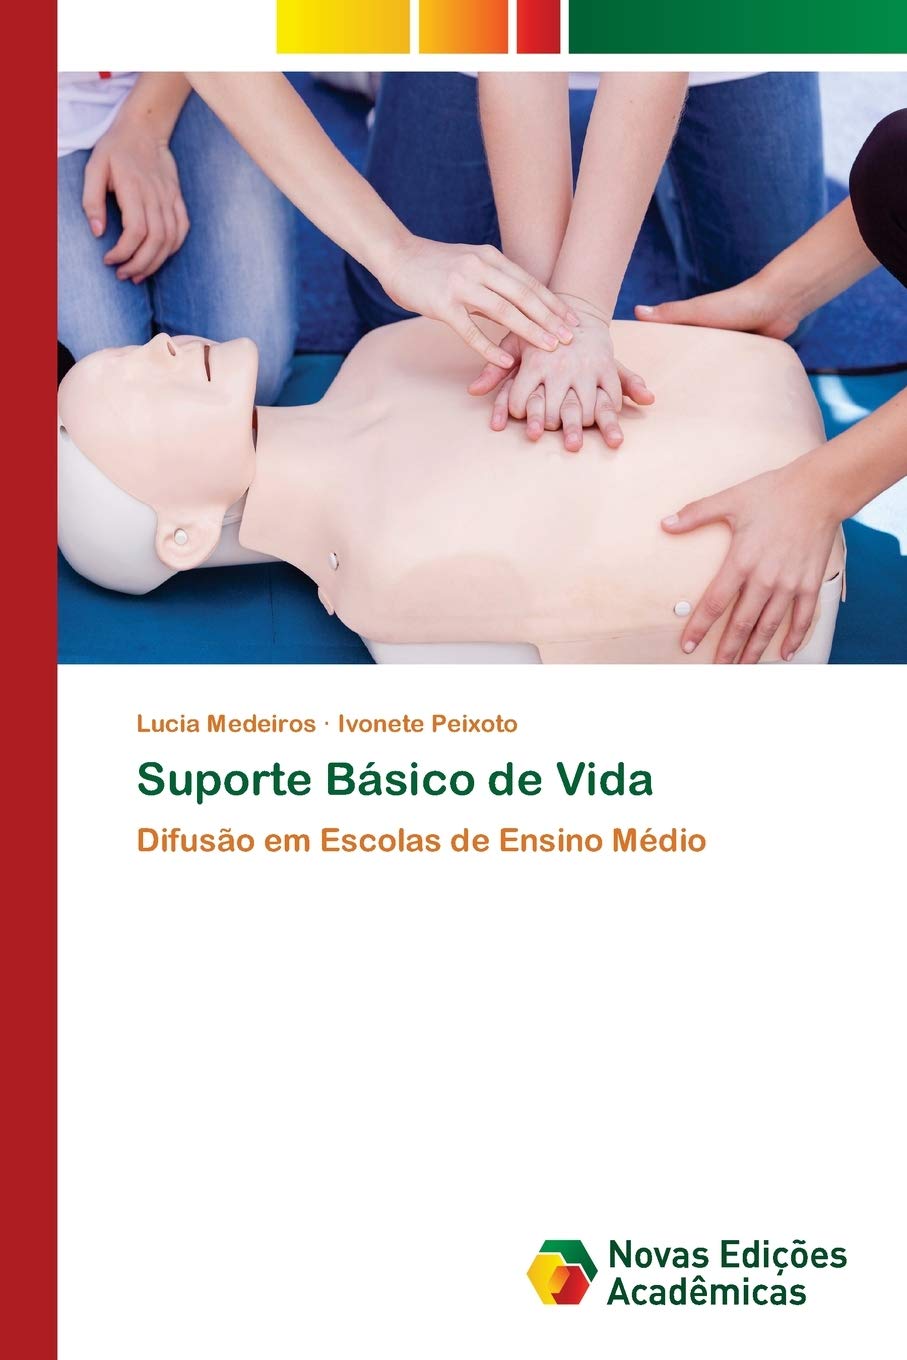 Lucia Medeiros · Ivonete Peixoto
Suporte Básico de Vida
Difusão em Escolas de Ensino Médio
Novas Edições
Acadêmicas